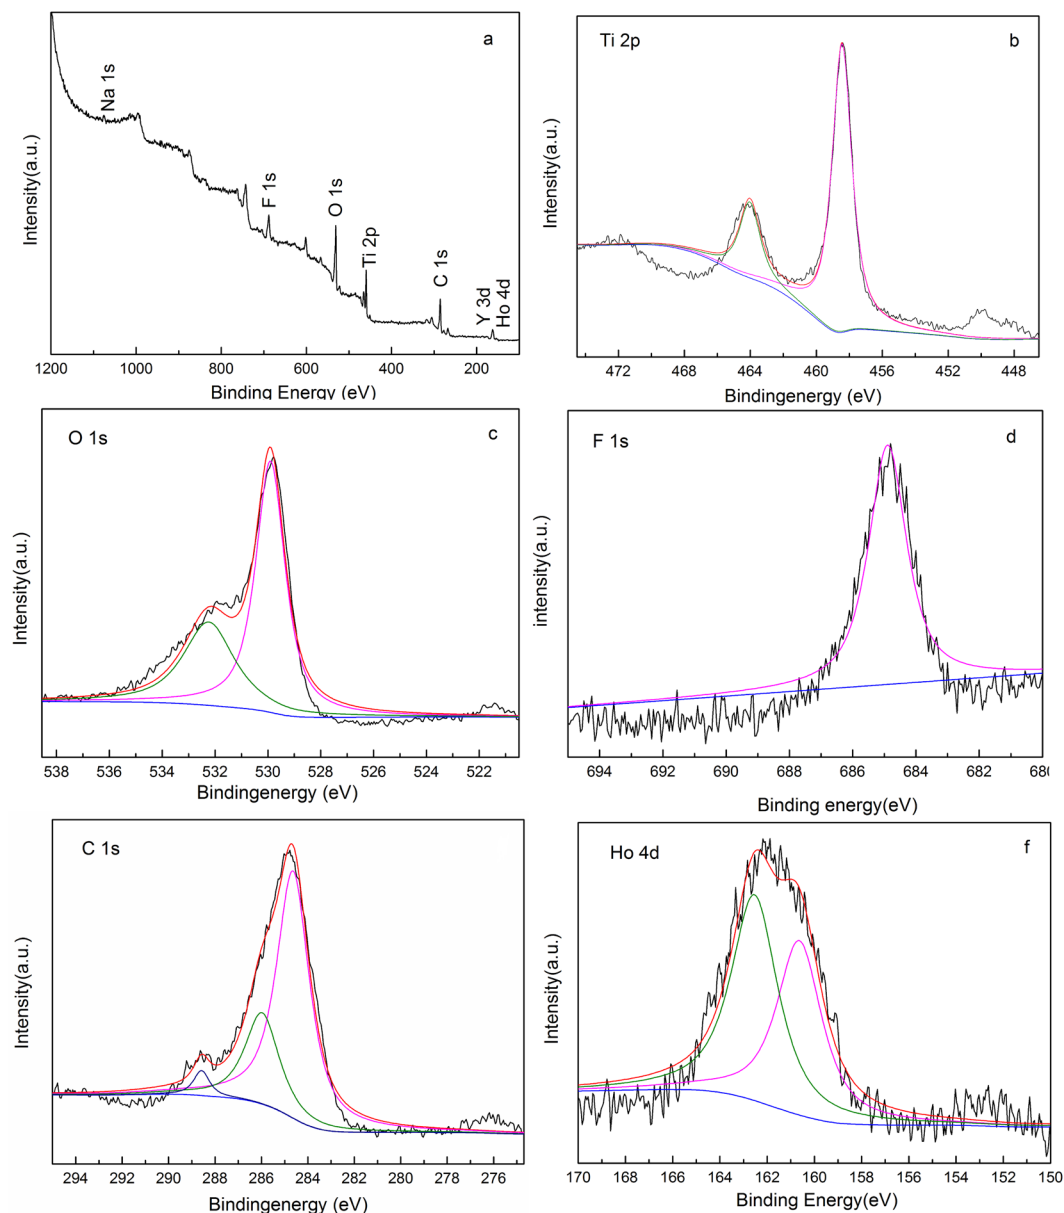 a
Na 1s
F 1s
O 1s
Ti 2p
C 1s
Y 3d
Ho 4d
Intensity(a.u.)
1200 1000 800 600 400 200
Binding Energy (eV)
Ti 2p
b
Intensity(a.u.)
472 468 464 460 456 452 448
Bindingenergy (eV)
O 1s
c
Intensity(a.u.)
538 536 534 532 530 528 526 524 522
Bindingenergy (eV)
F 1s
d
intensity(a.u.)
694 692 690 688 686 684 682 680
Binding energy(eV)
C 1s
Intensity(a.u.)
294 292 290 288 286 284 282 280 278 276
Bindingenergy (eV)
Ho 4d
f
Intensity(a.u.)
170 168 166 164 162 160 158 156 154 152 150
Binding Energy(eV)